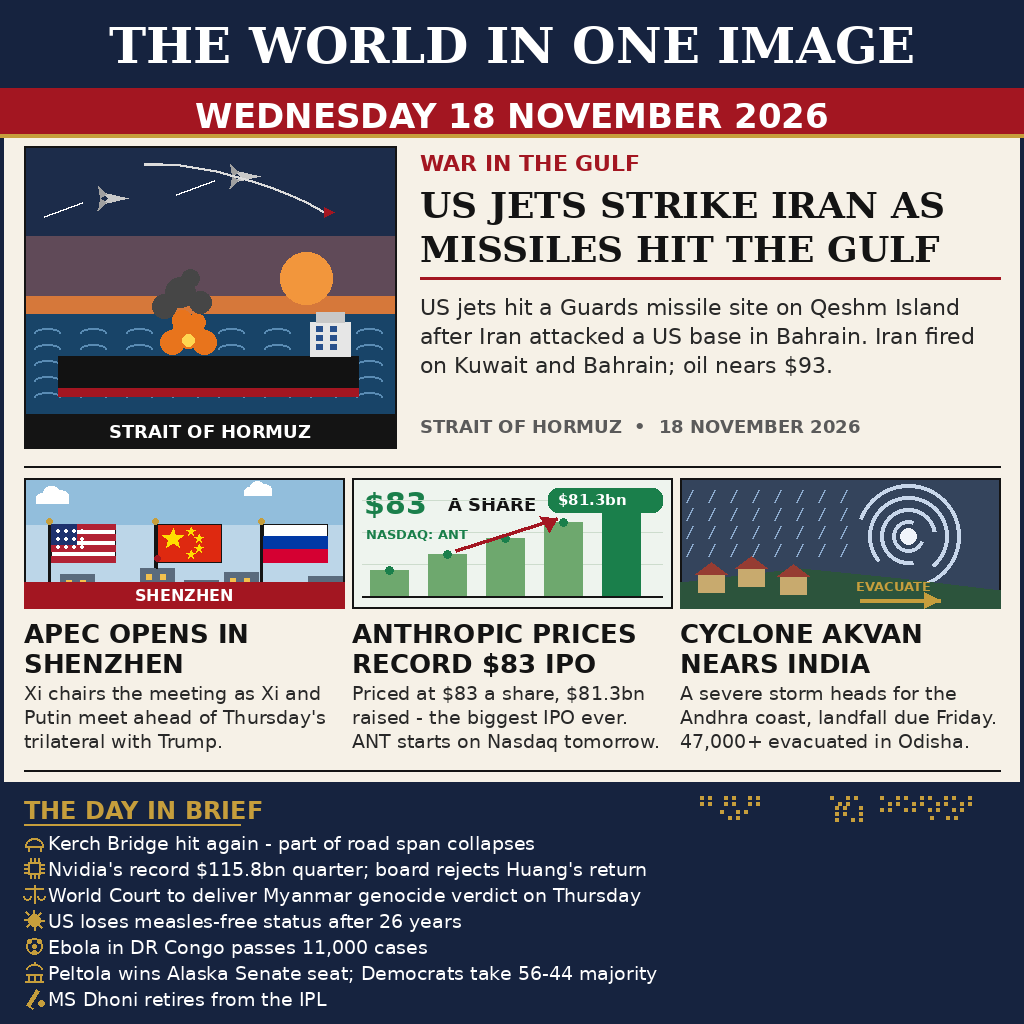 THE WORLD IN ONE IMAGE
WEDNESDAY 18 NOVEMBER 2026
STRAIT OF HORMUZ
WAR IN THE GULF
US JETS STRIKE IRAN AS
MISSILES HIT THE GULF
US jets hit a Guards missile site on Qeshm Island
after Iran attacked a US base in Bahrain. Iran fired
on Kuwait and Bahrain; oil nears $93.
STRAIT OF HORMUZ • 18 NOVEMBER 2026
SHENZHEN
APEC OPENS IN
SHENZHEN
Xi chairs the meeting as Xi and
Putin meet ahead of Thursday's
trilateral with Trump.
$83 A SHARE
$81.3bn
NASDAQ: ANT
ANTHROPIC PRICES
RECORD $83 IPO
Priced at $83 a share, $81.3bn
raised - the biggest IPO ever.
ANT starts on Nasdaq tomorrow.
EVACUATE
CYCLONE AKVAN
NEARS INDIA
A severe storm heads for the
Andhra coast, landfall due Friday.
47,000+ evacuated in Odisha.
THE DAY IN BRIEF
Kerch Bridge hit again - part of road span collapses
Nvidia's record $115.8bn quarter; board rejects Huang's return
World Court to deliver Myanmar genocide verdict on Thursday
US loses measles-free status after 26 years
Ebola in DR Congo passes 11,000 cases
Peltola wins Alaska Senate seat; Democrats take 56-44 majority
MS Dhoni retires from the IPL